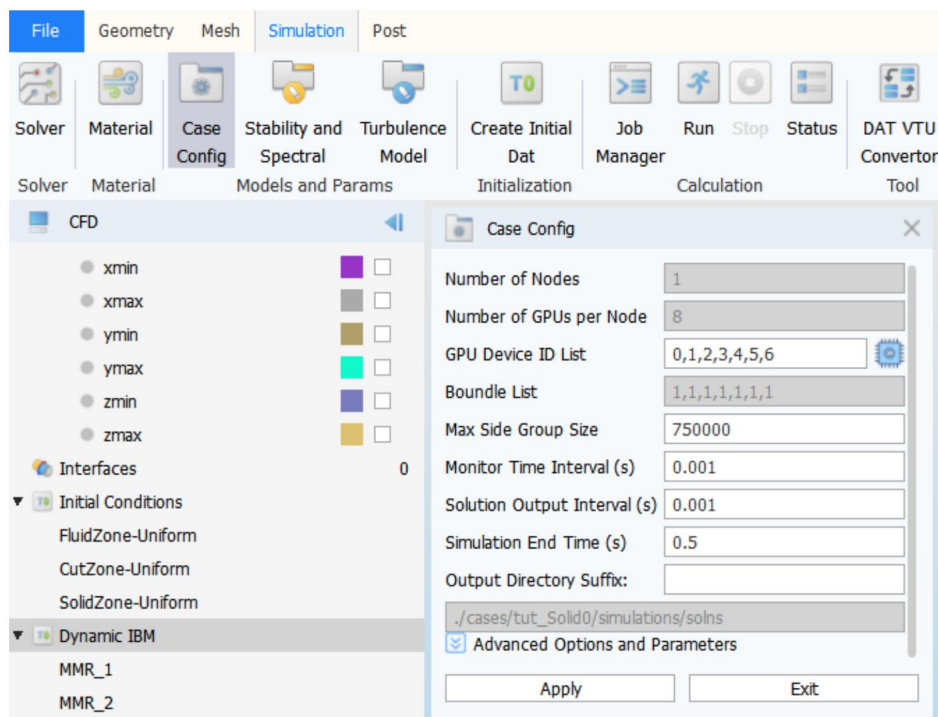 File Geometry Mesh Simulation Post
T0
Solver Material Case Config Stability and Spectral Turbulence Model Create Initial Dat Job Manager Run Stop Status DAT VTU Convertor
Solver Material Models and Params Initialization Calculation Tool
CFD
xmin
xmax
ymin
ymax
zmin
zmax
Interfaces 0
T0 Initial Conditions
FluidZone-Uniform
CutZone-Uniform
SolidZone-Uniform
T0 Dynamic IBM
MMR_1
MMR_2
Case Config
Number of Nodes 1
Number of GPUs per Node 8
GPU Device ID List 0,1,2,3,4,5,6
Boundle List 1,1,1,1,1,1,1
Max Side Group Size 750000
Monitor Time Interval (s) 0.001
Solution Output Interval (s) 0.001
Simulation End Time (s) 0.5
Output Directory Suffix:
./cases/tut_Solid0/simulations/solns
Advanced Options and Parameters
Apply Exit